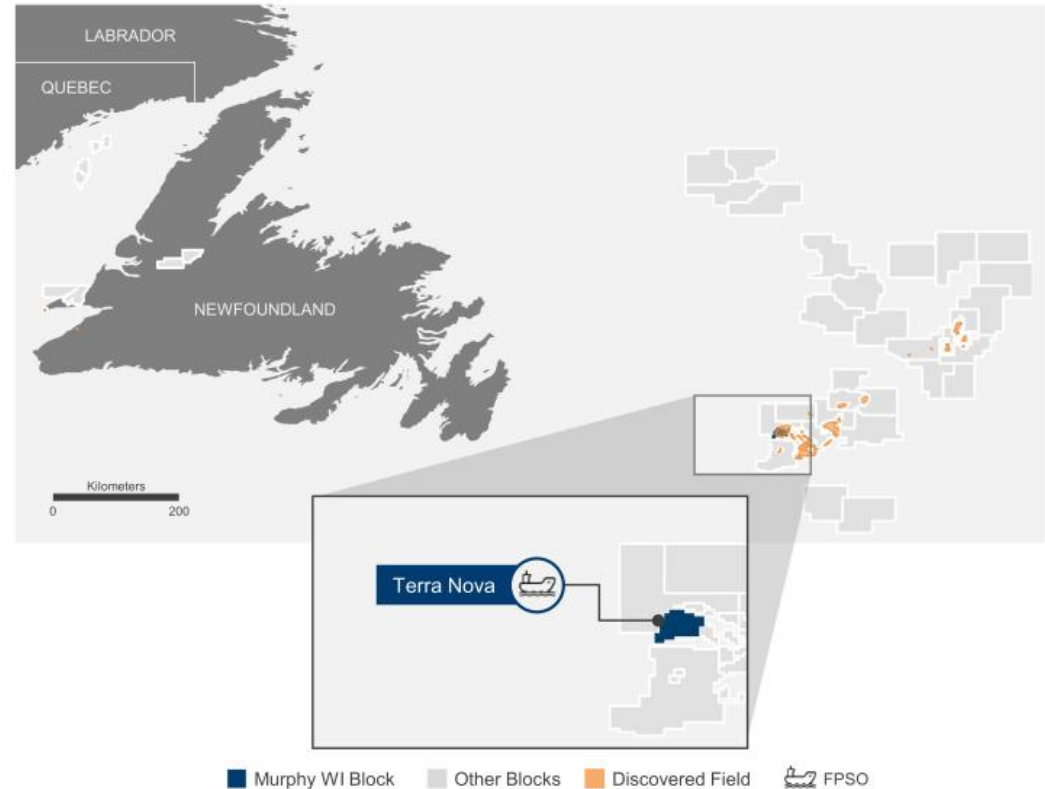 LABRADOR
QUEBEC
NEWFOUNDLAND
Kilometers
0 200
Terra Nova
Murphy WI Block Other Blocks Discovered Field FPSO